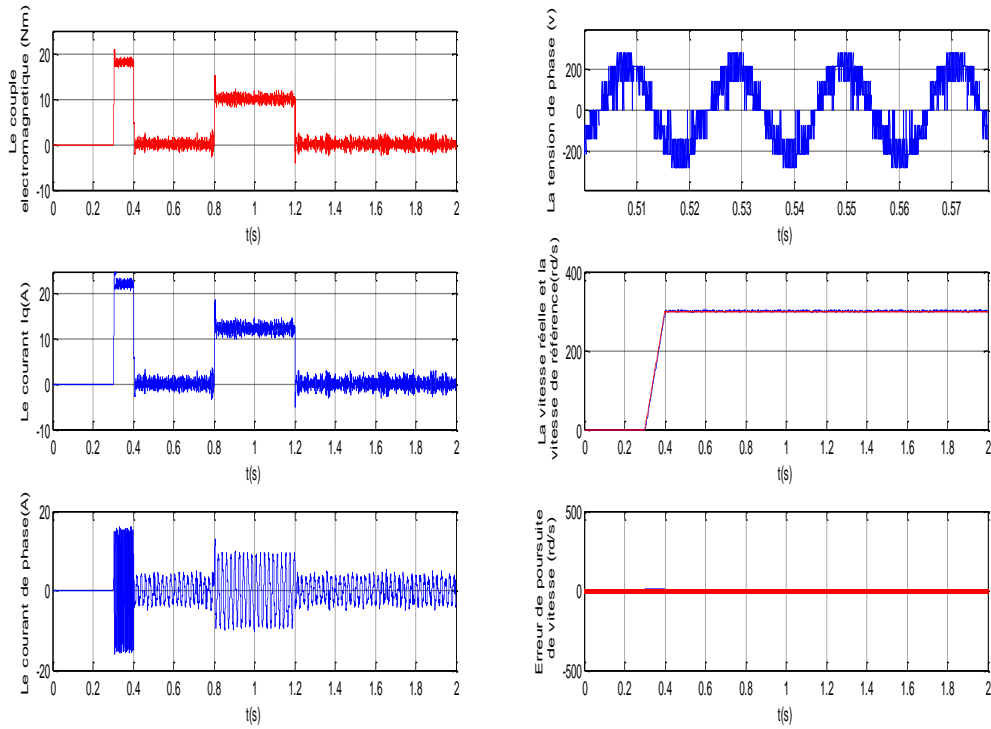 Le couple
electromagnetique (Nm)
20
10
0
-10
0 0.2 0.4 0.6 0.8 1 1.2 1.4 1.6 1.8 2
t(s)
La tension de phase (v)
200
0
-200
0.51 0.52 0.53 0.54 0.55 0.56 0.57
t(s)
Le courant Iq(A)
20
10
0
-10
0 0.2 0.4 0.6 0.8 1 1.2 1.4 1.6 1.8 2
t(s)
La vitesse réelle et la
vitesse de référence(rd/s)
400
200
0
0 0.2 0.4 0.6 0.8 1 1.2 1.4 1.6 1.8 2
t(s)
Le courant de phase(A)
20
0
-20
0 0.2 0.4 0.6 0.8 1 1.2 1.4 1.6 1.8 2
t(s)
Erreur de poursuite
de vitesse (rd/s)
500
0
-500
0 0.2 0.4 0.6 0.8 1 1.2 1.4 1.6 1.8 2
t(s)